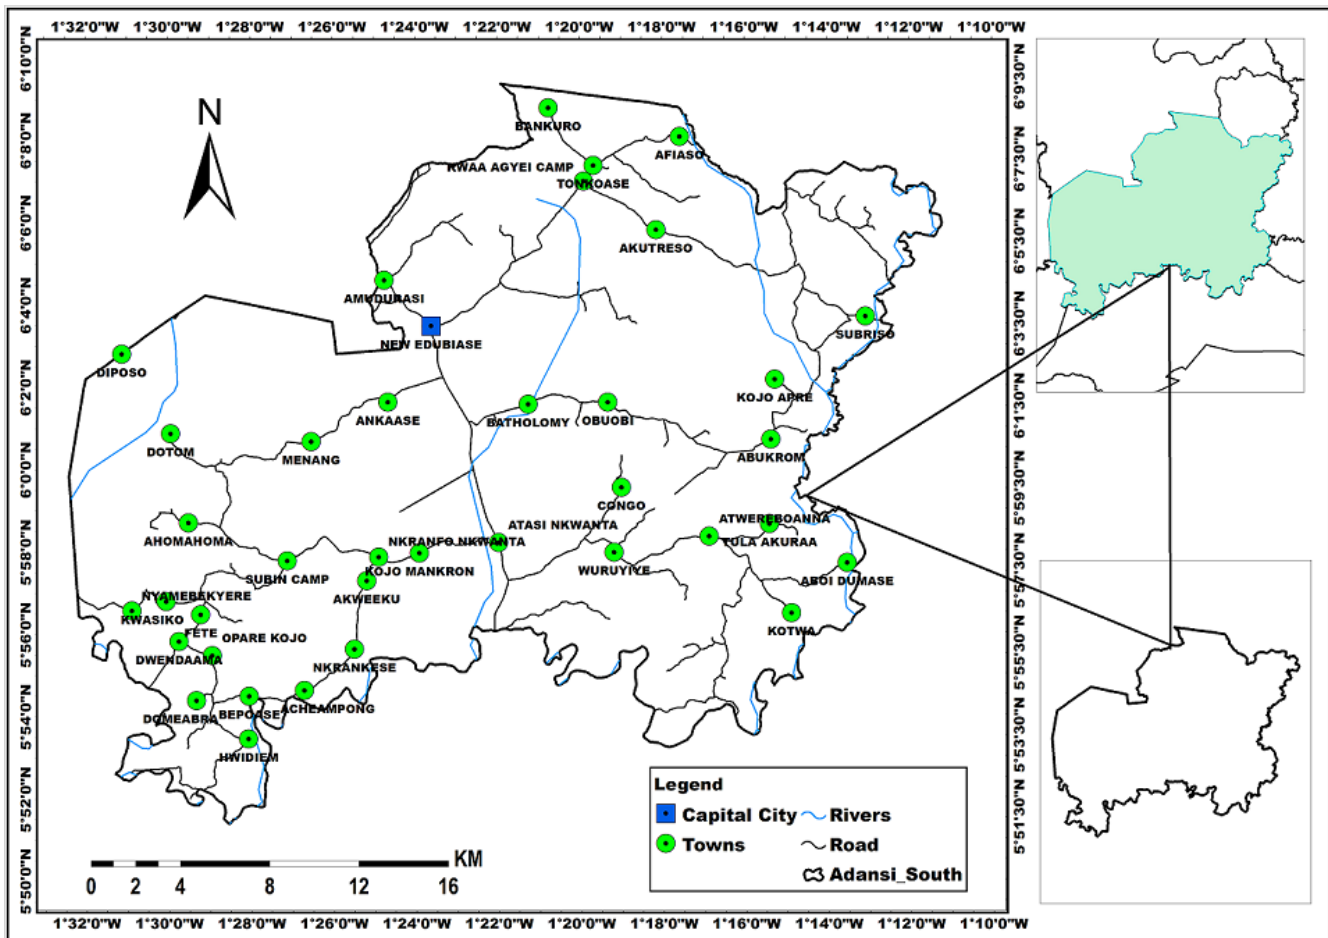 1°32'0"W 1°30'0"W 1°28'0"W 1°26'0"W 1°24'0"W 1°22'0"W 1°20'0"W 1°18'0"W 1°16'0"W 1°14'0"W 1°12'0"W 1°10'0"W
6°10'0"N
6°8'0"N
6°6'0"N
6°4'0"N
6°2'0"N
6°0'0"N
5°58'0"N
5°56'0"N
5°54'0"N
5°52'0"N
5°50'0"N
6°9'30"N
6°7'30"N
6°5'30"N
6°3'30"N
6°1'30"N
5°59'30"N
5°57'30"N
5°55'30"N
5°53'30"N
5°51'30"N
N
BANKURO
AFIASO
KWAA AGYEI CAMP
TONKOASE
AKUTRESO
AMUDURASI
NEW EDUBIASE
SUBRISO
DIPOSO
KOJO APRE
ANKAASE
BATHOLOMY
OBUOBI
DOTOM
MENANG
ABUKROM
CONGO
ATWEREBOANNA
ATASI NKWANTA
AHOMAHOMA
NKRANFO NKWANTA
TULA AKURAA
SUBIN CAMP
KOJO MANKRON
WURUYIYE
ABOI DUMASE
AKWEEKU
NYAMEBEKYERE
KWASIKO
FETE
OPARE KOJO
KOTWA
DWENDAAMA
NKRANKESE
ACHEAMPONG
DOMEABRA
BEPOASE
HWIDIEM
Legend
Capital City
Rivers
Towns
Road
Adansi_South
KM
0 2 4 8 12 16
1°32'0"W 1°30'0"W 1°28'0"W 1°26'0"W 1°24'0"W 1°22'0"W 1°20'0"W 1°18'0"W 1°16'0"W 1°14'0"W 1°12'0"W 1°10'0"W